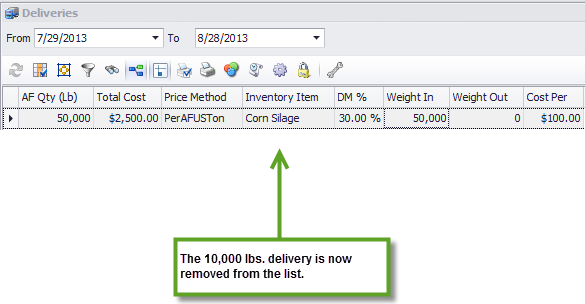 Deliveries
From 7/29/2013 To 8/28/2013
AF Qty (Lb) Total Cost Price Method Inventory Item DM % Weight In Weight Out Cost Per
50,000 $2,500.00 PerAFUSTon Corn Silage 30.00 % 50,000 0 $100.00
The 10,000 lbs. delivery is now
removed from the list.